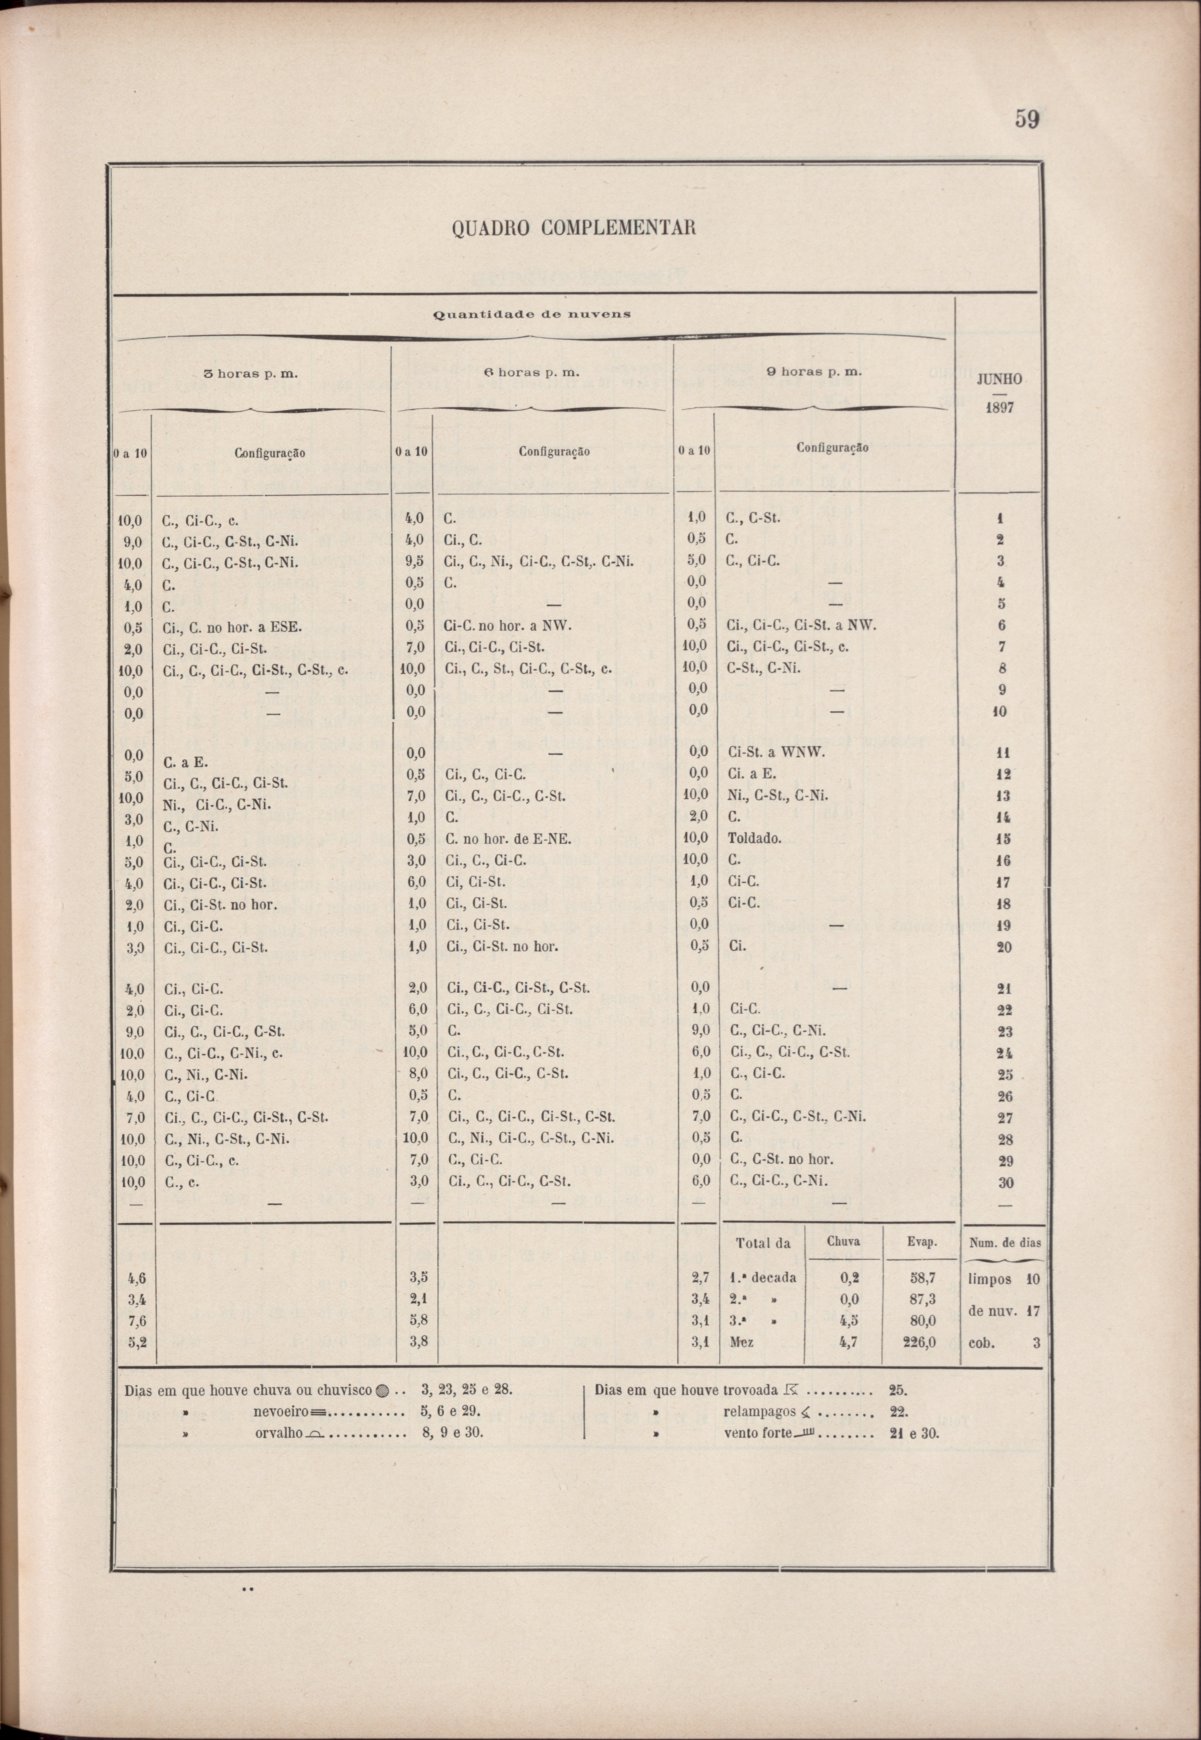 59
QUADRO COMPLEMENTAR
Quantidade de nuvens
3 horas p. m. 6 horas p. m. 9 horas p. m. JUNHO
1897
0 a 10 Configuração 0 a 10 Configuração 0 a 10 Configuração
10,0 C., Ci-C., c. 4,0 C. 1,0 C., C-St. 1
9,0 C., Ci-C., C-St., C-Ni. 4,0 Ci., C. 0,5 C. 2
10,0 C., Ci-C., C-St., C-Ni. 9,5 Ci., C., Ni., Ci-C., C-St,. C-Ni. 5,0 C., Ci-C. 3
4,0 C. 0,5 C. 0,0 — 4
1,0 C. 0,0 — 0,0 — 5
0,5 Ci., C. no hor. a ESE. 0,5 Ci-C. no hor. a NW. 0,5 Ci., Ci-C., Ci-St. a NW. 6
2,0 Ci., Ci-C., Ci-St. 7,0 Ci., Ci-C., Ci-St. 10,0 Ci., Ci-C., Ci-St., c. 7
10,0 Ci., C., Ci-C., Ci-St., C-St., c. 10,0 Ci., C., St., Ci-C., C-St., c. 10,0 C-St., C-Ni. 8
0,0 — 0,0 — 0,0 — 9
0,0 — 0,0 — 0,0 — 10
0,0 C. a E. 0,0 — 0,0 Ci-St. a WNW. 11
5,0 Ci., C., Ci-C., Ci-St. 0,5 Ci., C., Ci-C. 0,0 Ci. a E. 12
10,0 Ni., Ci-C., C-Ni. 7,0 Ci., C., Ci-C., C-St. 10,0 Ni., C-St., C-Ni. 13
3,0 C., C-Ni. 1,0 C. 2,0 C. 14
1,0 C. 0,5 C. no hor. de E-NE. 10,0 Toldado. 15
5,0 Ci., Ci-C., Ci-St. 3,0 Ci., C., Ci-C. 10,0 C. 16
4,0 Ci., Ci-C., Ci-St. 6,0 Ci, Ci-St. 1,0 Ci-C. 17
2,0 Ci., Ci-St. no hor. 1,0 Ci., Ci-St. 0,5 Ci-C. 18
1,0 Ci., Ci-C. 1,0 Ci., Ci-St. 0,0 — 19
3,0 Ci., Ci-C., Ci-St. 1,0 Ci., Ci-St. no hor. 0,5 Ci. 20
4,0 Ci., Ci-C. 2,0 Ci., Ci-C., Ci-St., C-St. 0,0 — 21
2,0 Ci., Ci-C. 6,0 Ci., C., Ci-C., Ci-St. 1,0 Ci-C. 22
9,0 Ci., C., Ci-C., C-St. 5,0 C. 9,0 C., Ci-C., C-Ni. 23
10,0 C., Ci-C., C-Ni., c. 10,0 Ci., C., Ci-C., C-St. 6,0 Ci., C., Ci-C., C-St. 24
10,0 C., Ni., C-Ni. 8,0 Ci., C., Ci-C., C-St. 1,0 C., Ci-C. 25
4,0 C., Ci-C 0,5 C. 0,5 C. 26
7,0 Ci., C., Ci-C., Ci-St., C-St. 7,0 Ci., C., Ci-C., Ci-St., C-St. 7,0 C., Ci-C., C-St., C-Ni. 27
10,0 C., Ni., C-St., C-Ni. 10,0 C., Ni., Ci-C., C-St., C-Ni. 0,5 C. 28
10,0 C., Ci-C., c. 7,0 C., Ci-C. 0,0 C., C-St. no hor. 29
10,0 C., c. 3,0 Ci., C., Ci-C., C-St. 6,0 C., Ci-C., C-Ni. 30
— — — — — — —
Total da Chuva Evap. Num. de dias
4,6 3,5 2,7 1.ª decada 0,2 58,7 limpos 10
3,4 2,1 3,4 2.ª » 0,0 87,3
de nuv. 17
7,6 5,8 3,1 3.ª » 4,5 80,0
5,2 3,8 3,1 Mez 4,7 226,0 cob. 3
Dias em que houve chuva ou chuvisco .. 3, 23, 25 e 28. Dias em que houve trovoada .......... 25.
» nevoeiro ........... 5, 6 e 29. » relampagos ........ 22.
» orvalho ........... 8, 9 e 30. » vento forte ........ 21 e 30.